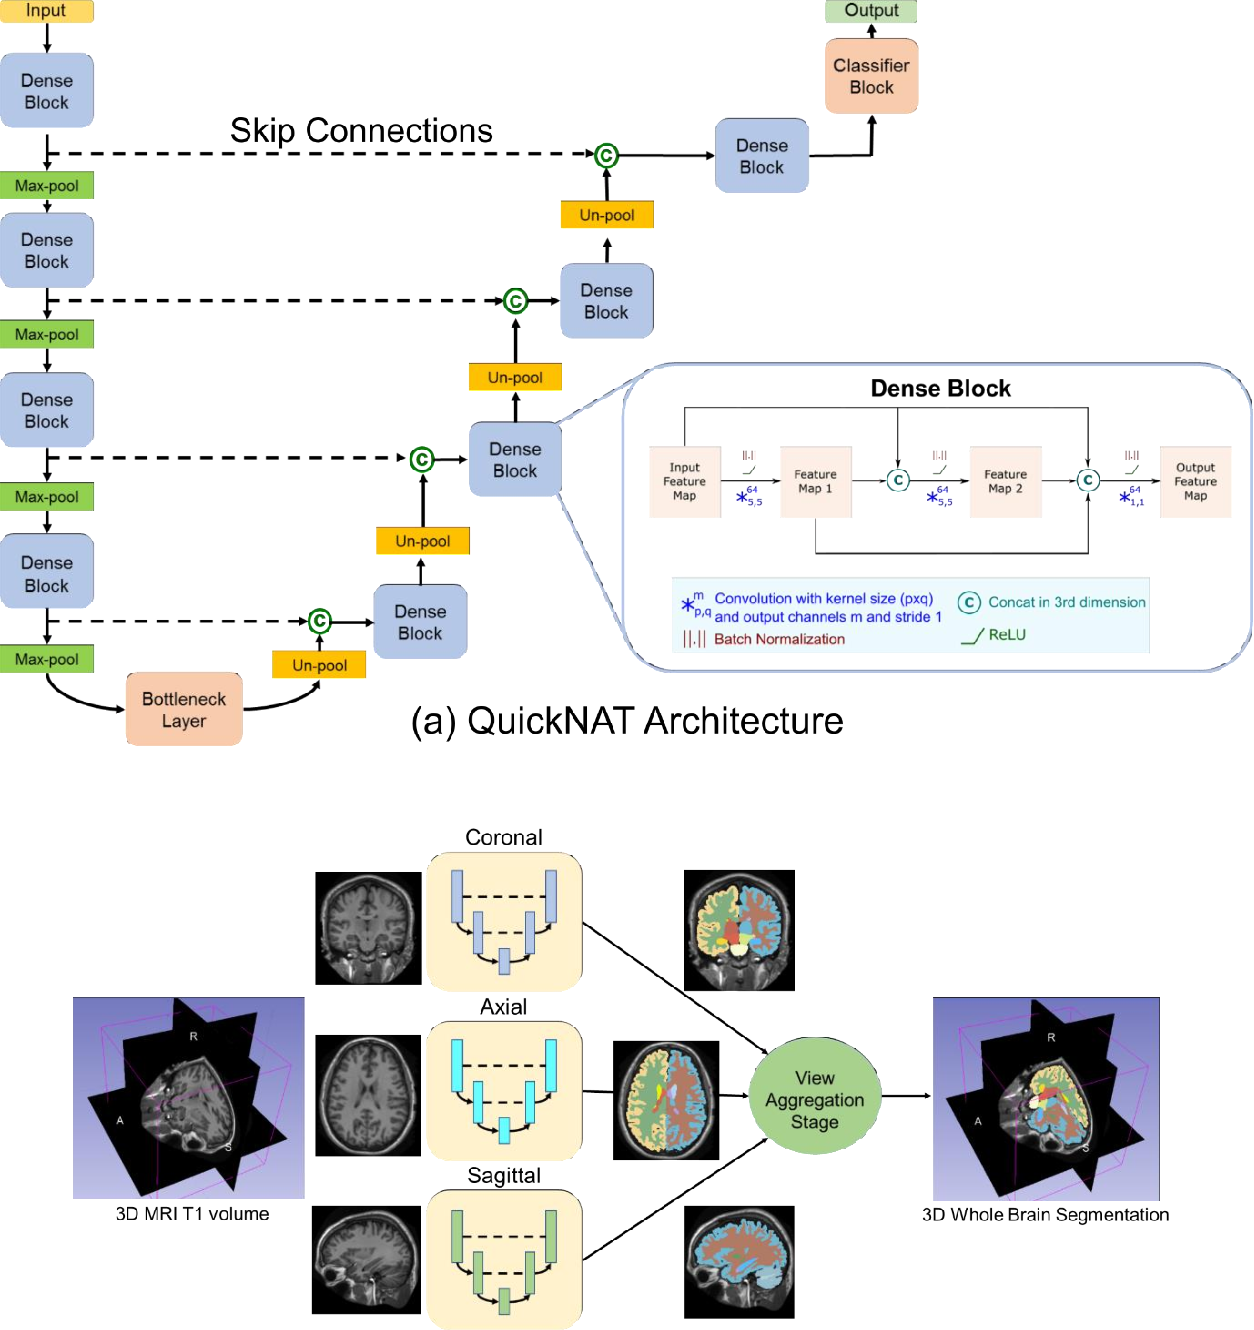 Input
Output
Dense
Block
Classifier
Block
Skip Connections
C
Dense
Block
Max-pool
Un-pool
Dense
Block
Dense
Block
C
Max-pool
Un-pool
Dense
Block
Dense Block
Dense
Block
C
Input
Feature
Map
||.||
*64 5,5
Feature
Map 1
C
||.||
*64 5,5
Feature
Map 2
C
||.||
*64 1,1
Output
Feature
Map
Max-pool
Un-pool
Dense
Block
Dense
Block
C
*m p,q Convolution with kernel size (pxq)
and output channels m and stride 1
||.|| Batch Normalization
C Concat in 3rd dimension
ReLU
Max-pool
Un-pool
Bottleneck
Layer
(a) QuickNAT Architecture
Coronal
Axial
Sagittal
R
A
S
3D MRI T1 volume
View
Aggregation
Stage
R
A
S
3D Whole Brain Segmentation